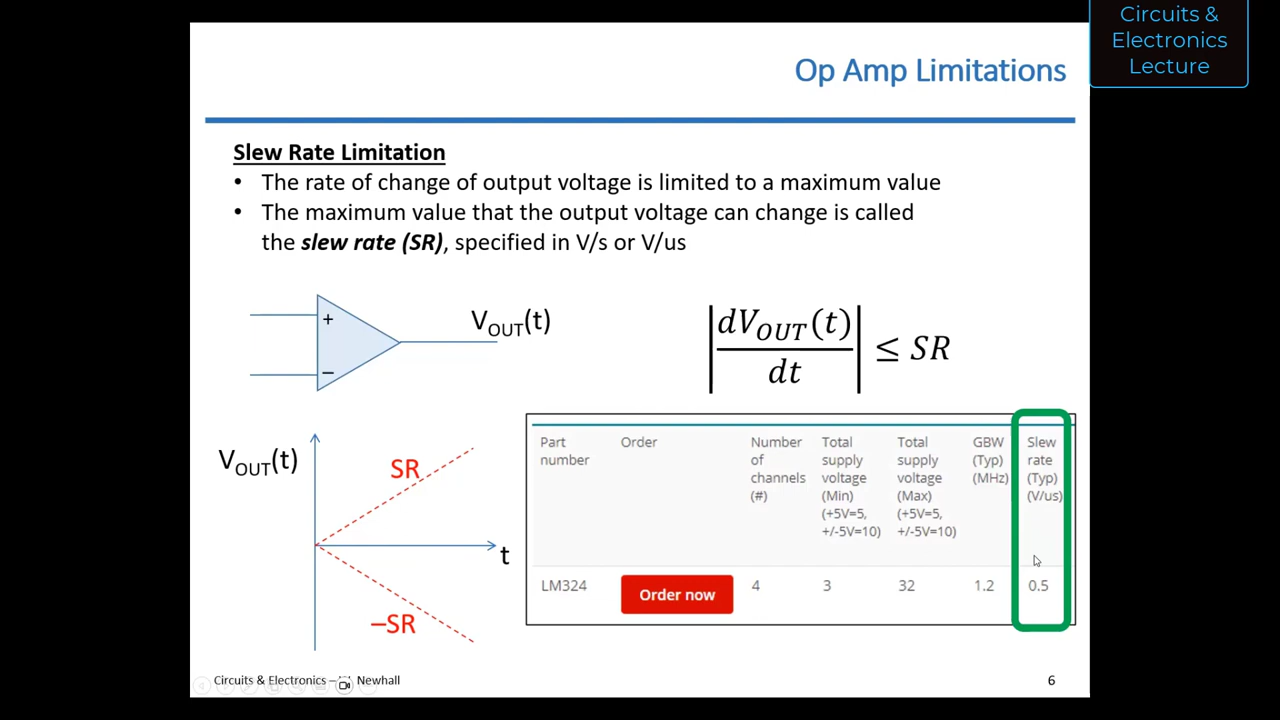 Circuits &
Electronics
Lecture
Op Amp Limitations
Slew Rate Limitation
• The rate of change of output voltage is limited to a maximum value
• The maximum value that the output voltage can change is called
the slew rate (SR), specified in V/s or V/us
+
−
VOUT(t)
|dVOUT(t)/dt| ≤ SR
VOUT(t)
SR
t
–SR
Part number
Order
Number of channels (#)
Total supply voltage (Min) (+5V=5, +/-5V=10)
Total supply voltage (Max) (+5V=5, +/-5V=10)
GBW (Typ) (MHz)
Slew rate (Typ) (V/us)
LM324
Order now
4
3
32
1.2
0.5
Circuits & Electronics – Newhall
6